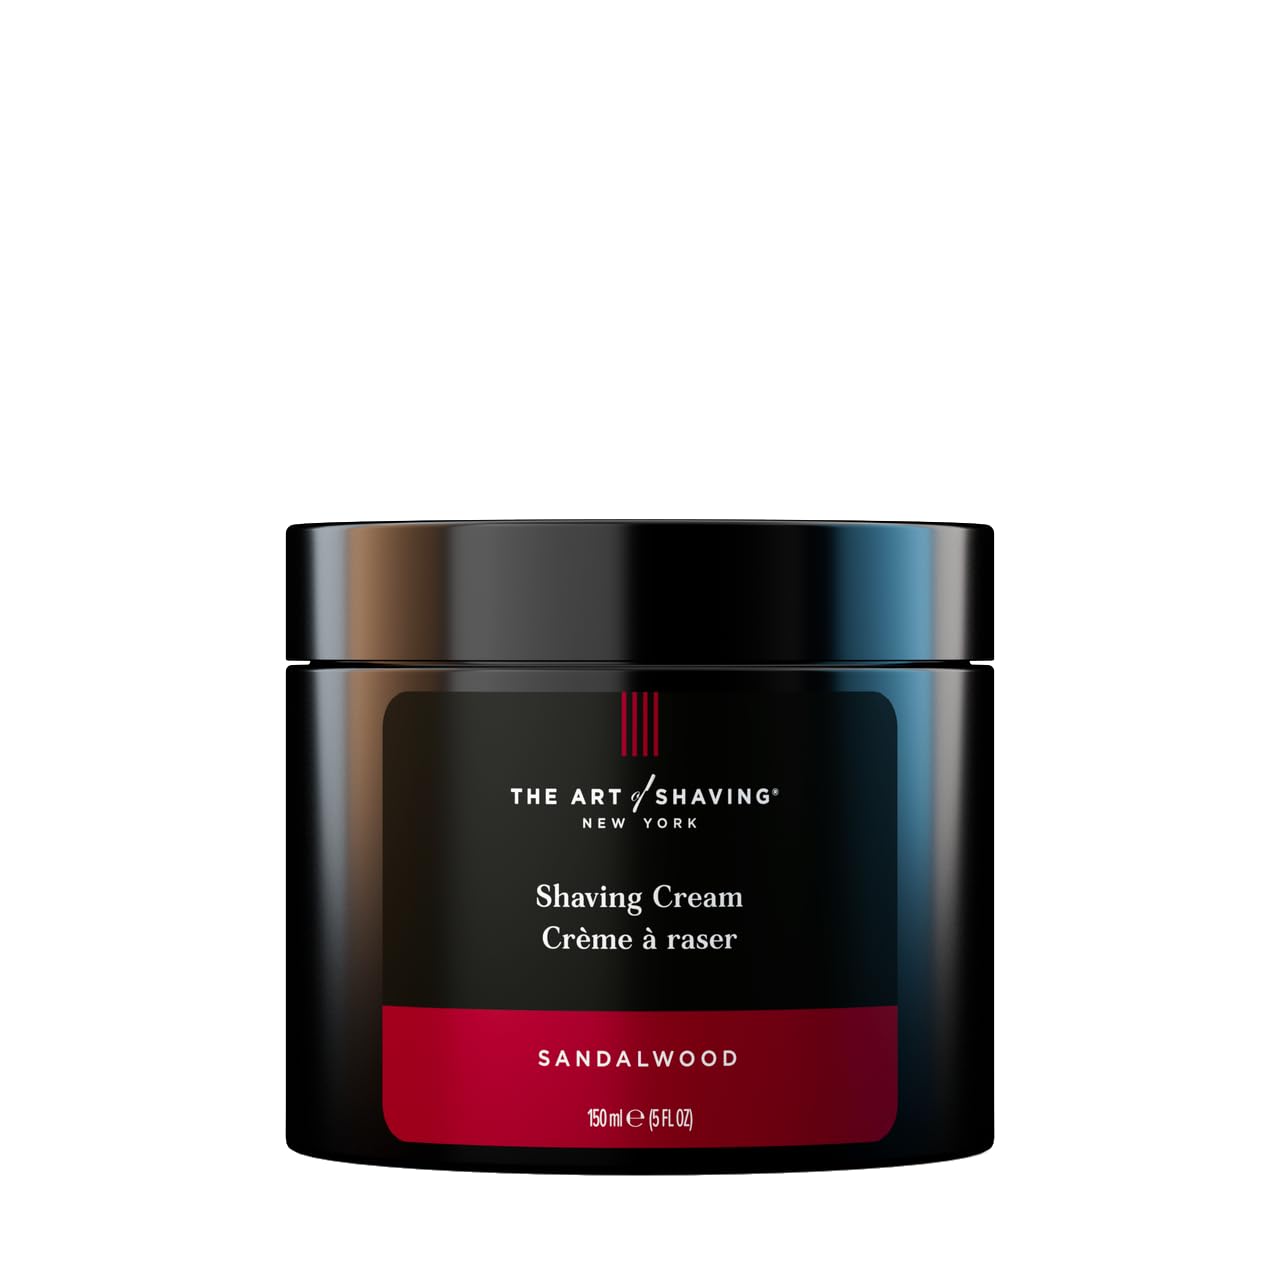 THE ART of SHAVING®
NEW YORK
Shaving Cream
Crème à raser
SANDALWOOD
150 ml ℮ (5 FL OZ)